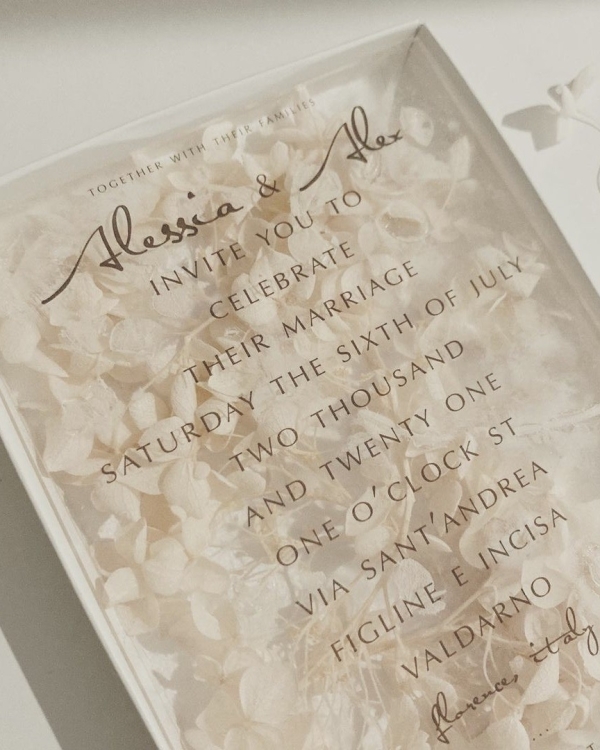 TOGETHER WITH THEIR FAMILIES
Alessia & Alex
INVITE YOU TO
CELEBRATE
THEIR MARRIAGE
SATURDAY THE SIXTH OF JULY
TWO THOUSAND
AND TWENTY ONE
ONE O'CLOCK ST
VIA SANT'ANDREA
FIGLINE E INCISA
VALDARNO
florence, italy